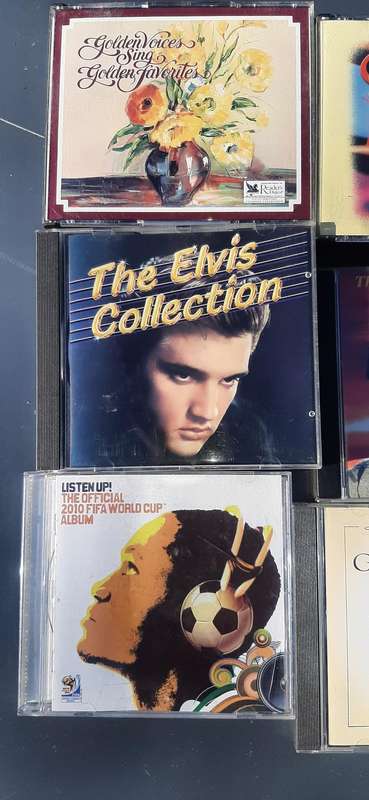 Golden Voices
Sing
Golden Favorites
Reader's
Digest
The Elvis
Collection
LISTEN UP!
THE OFFICIAL
2010 FIFA WORLD CUP™
ALBUM